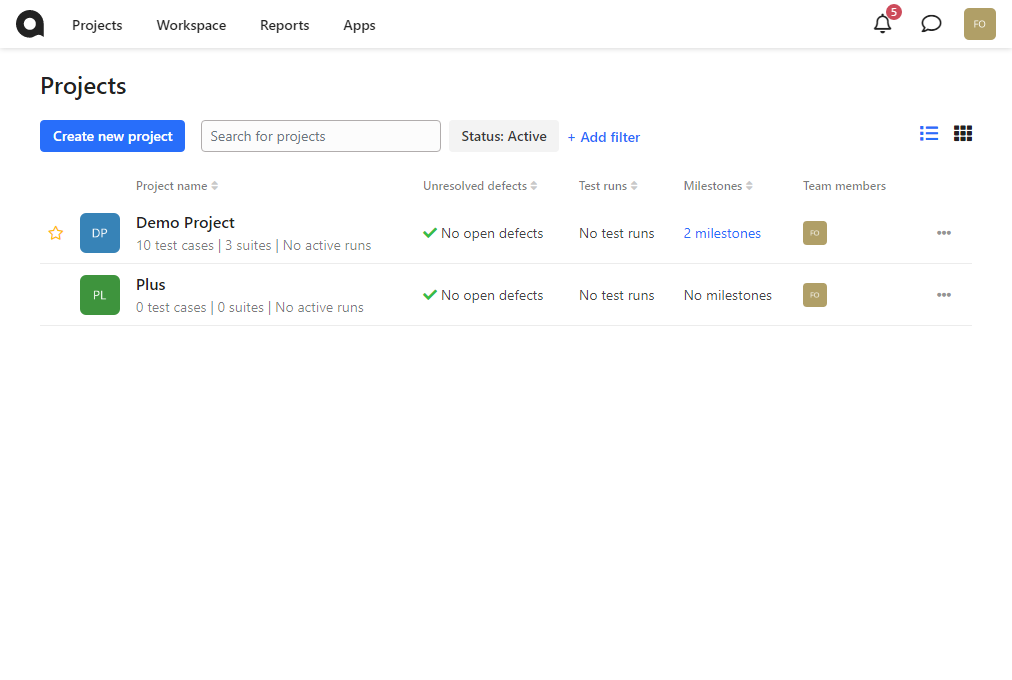 Projects Workspace Reports Apps 5 FO
Projects
Create new project Search for projects Status: Active + Add filter
Project name Unresolved defects Test runs Milestones Team members
DP Demo Project
10 test cases | 3 suites | No active runs
No open defects No test runs 2 milestones FO
PL Plus
0 test cases | 0 suites | No active runs
No open defects No test runs No milestones FO